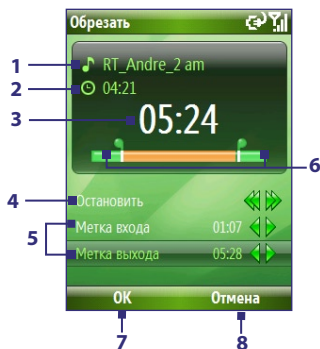 Обрезать
1 RT_Andre_2 am
2 04:21
3 05:24
6
4 Остановить
5 Метка входа 01:07
Метка выхода 05:28
OK Отмена
7 8